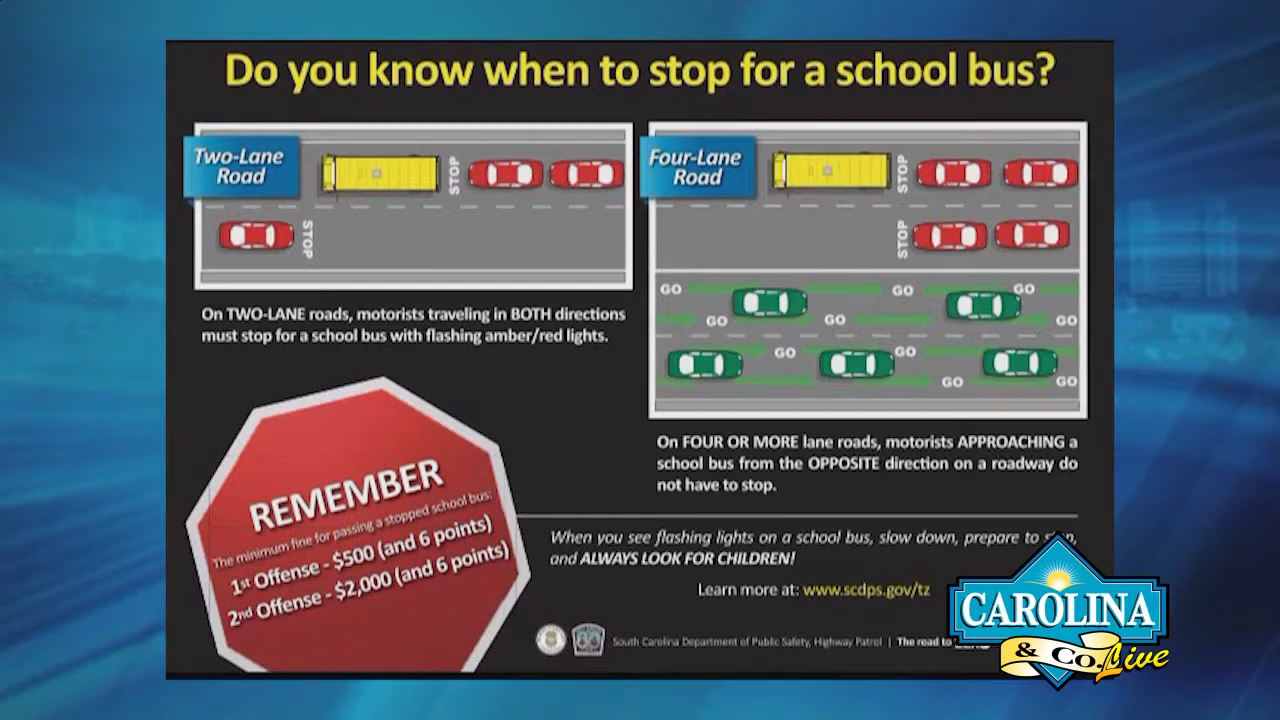 Do you know when to stop for a school bus?
Two-Lane
Road
STOP
STOP
On TWO-LANE roads, motorists traveling in BOTH directions
must stop for a school bus with flashing amber/red lights.
Four-Lane
Road
STOP
STOP
GO GO GO
GO GO GO
GO GO
GO GO
On FOUR OR MORE lane roads, motorists APPROACHING a
school bus from the OPPOSITE direction on a roadway do
not have to stop.
REMEMBER
The minimum fine for passing a stopped school bus:
1st Offense - $500 (and 6 points)
2nd Offense - $2,000 (and 6 points)
When you see flashing lights on a school bus, slow down, prepare to stop,
and ALWAYS LOOK FOR CHILDREN!
Learn more at: www.scdps.gov/tz
South Carolina Department of Public Safety, Highway Patrol | The road to
CAROLINA
& Co. Live